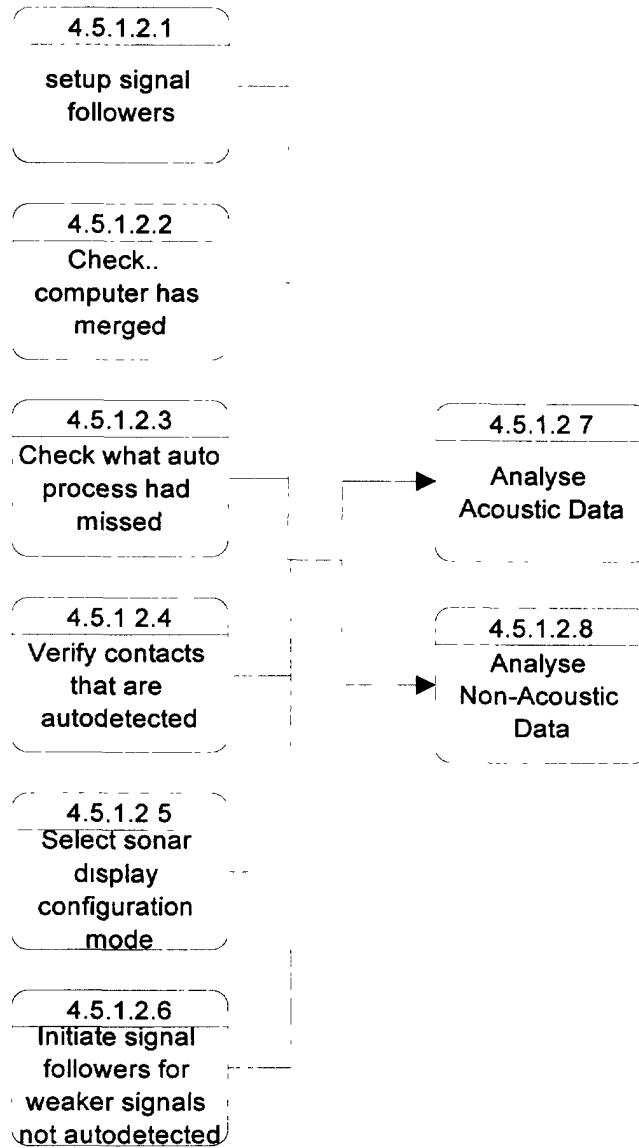 4.5.1.2.1
setup signal
followers
4.5.1.2.2
Check..
computer has
merged
4.5.1.2.3
Check what auto
process had
missed
4.5.1 2.4
Verify contacts
that are
autodetected
4.5.1.2 5
Select sonar
display
configuration
mode
4.5.1.2.6
Initiate signal
followers for
weaker signals
not autodetected
4.5.1.2 7
Analyse
Acoustic Data
4.5.1.2.8
Analyse
Non-Acoustic
Data